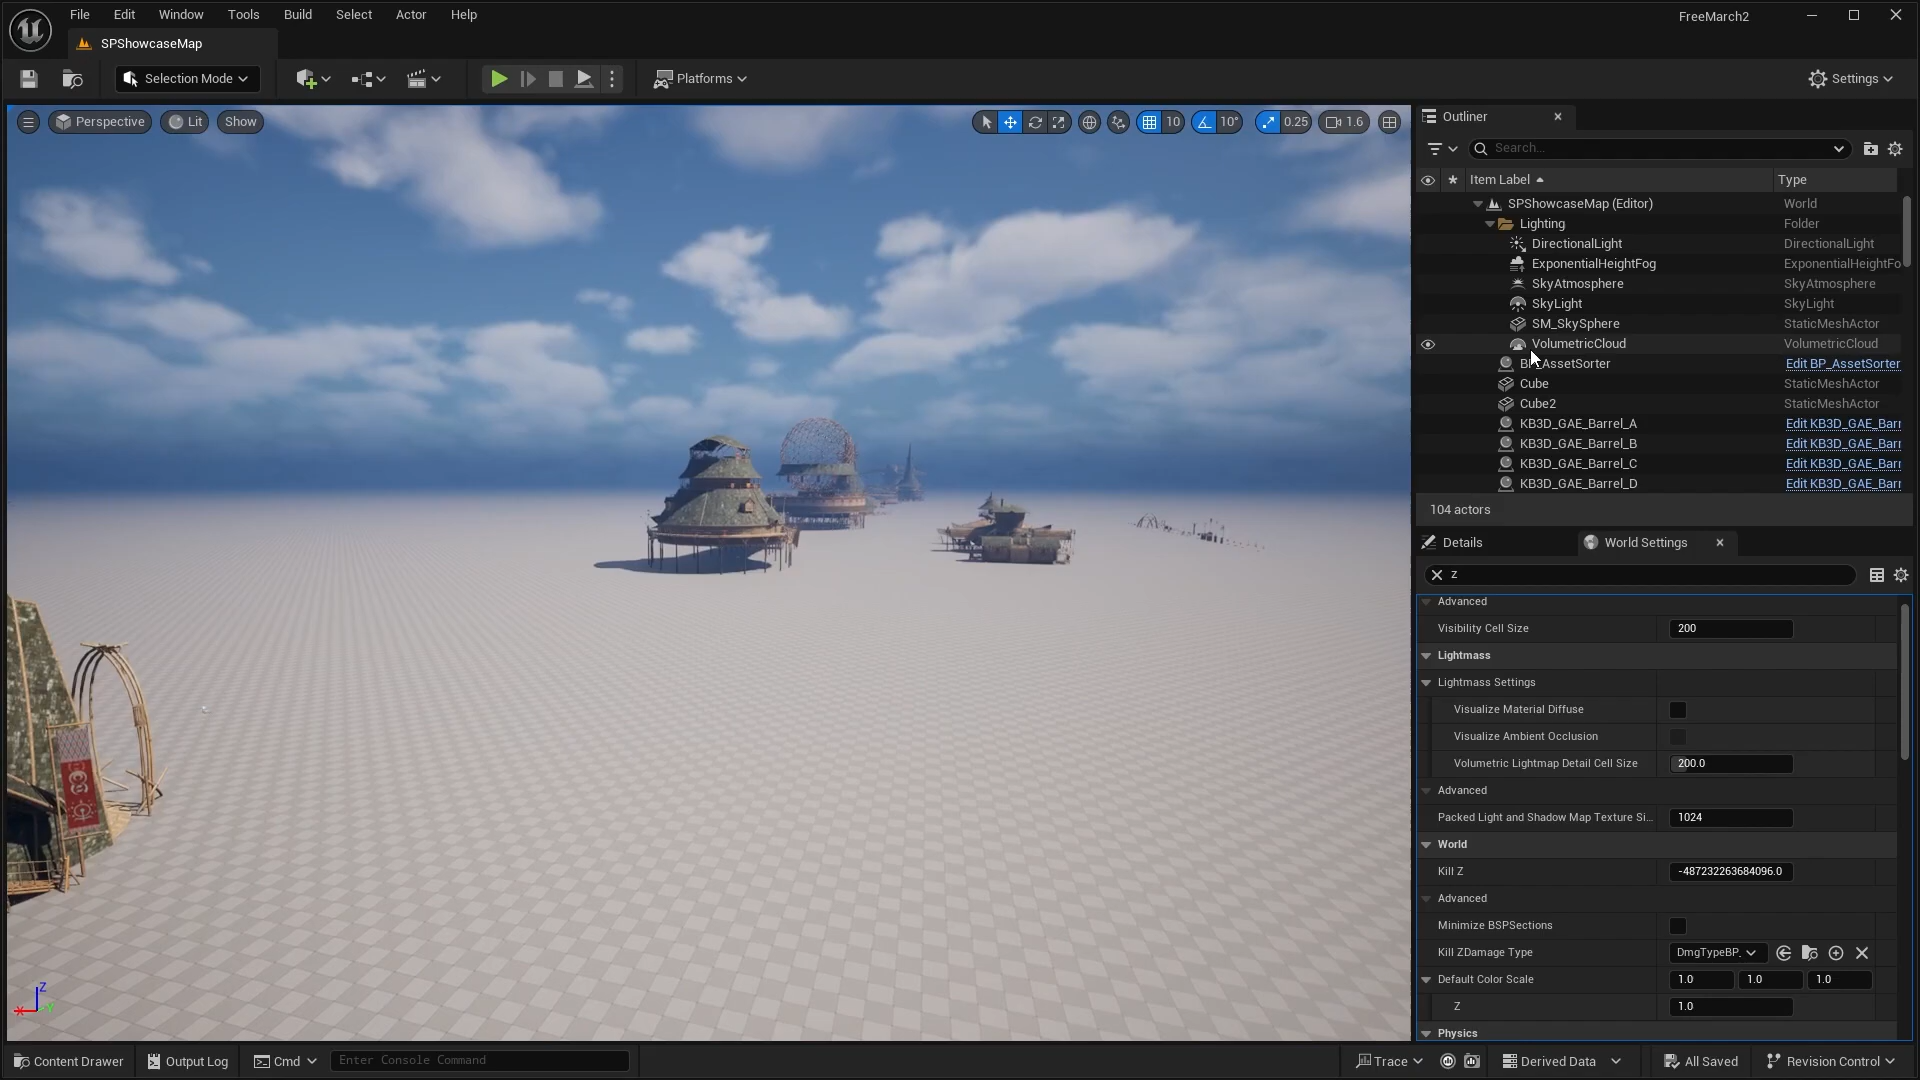 File Edit Window Tools Build Select Actor Help
FreeMarch2
SPShowcaseMap
Selection Mode
Platforms
Settings
Perspective Lit Show
10 10° 0.25 1.6
Outliner
Search...
Item Label Type
SPShowcaseMap (Editor) World
Lighting Folder
DirectionalLight DirectionalLight
ExponentialHeightFog ExponentialHeightFo
SkyAtmosphere SkyAtmosphere
SkyLight SkyLight
SM_SkySphere StaticMeshActor
VolumetricCloud VolumetricCloud
BP_AssetSorter Edit BP_AssetSorter
Cube StaticMeshActor
Cube2 StaticMeshActor
KB3D_GAE_Barrel_A Edit KB3D_GAE_Barr
KB3D_GAE_Barrel_B Edit KB3D_GAE_Barr
KB3D_GAE_Barrel_C Edit KB3D_GAE_Barr
KB3D_GAE_Barrel_D Edit KB3D_GAE_Barr
104 actors
Details World Settings
z
Advanced
Visibility Cell Size 200
Lightmass
Lightmass Settings
Visualize Material Diffuse
Visualize Ambient Occlusion
Volumetric Lightmap Detail Cell Size 200.0
Advanced
Packed Light and Shadow Map Texture Si... 1024
World
Kill Z -487232263684096.0
Advanced
Minimize BSPSections
Kill ZDamage Type DmgTypeBP_
Default Color Scale 1.0 1.0 1.0
Z 1.0
Physics
Z
X Y
Content Drawer Output Log Cmd Enter Console Command Trace Derived Data All Saved Revision Control